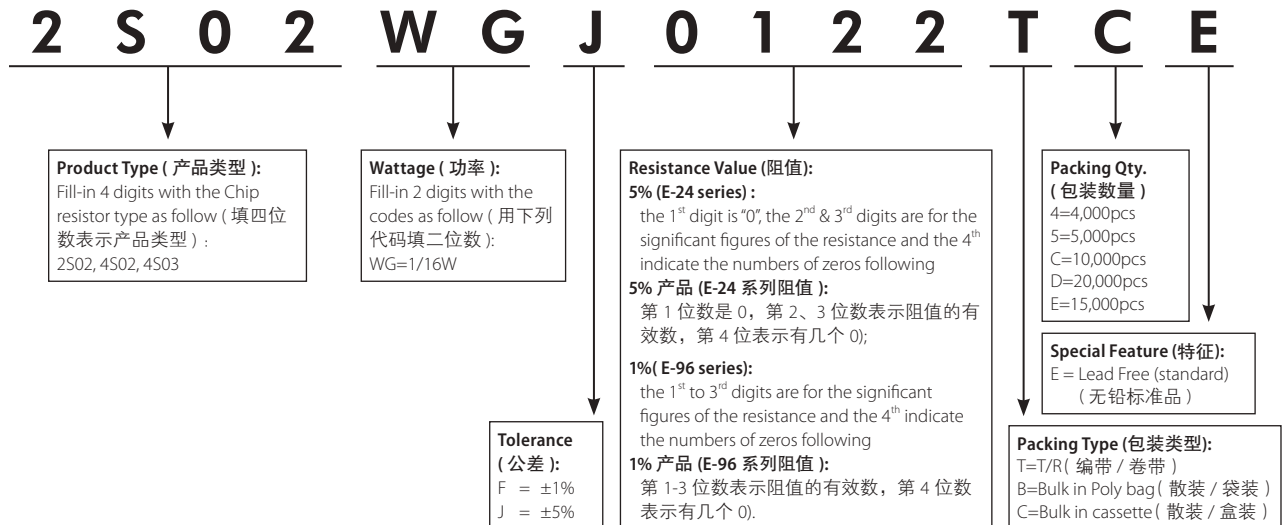 2 S 0 2 W G J 0 1 2 2 T C E
Product Type ( 产品类型 ):
Fill-in 4 digits with the Chip
resistor type as follow ( 填四位
数表示产品类型 ) :
2S02, 4S02, 4S03
Wattage ( 功率 ):
Fill-in 2 digits with the
codes as follow ( 用下列
代码填二位数 ):
WG=1/16W
Tolerance
( 公差 ):
F = ±1%
J = ±5%
Resistance Value (阻值):
5% (E-24 series) :
the 1st digit is “0”, the 2nd & 3rd digits are for the
significant figures of the resistance and the 4th
indicate the numbers of zeros following
5% 产品 (E-24 系列阻值 ):
第 1 位数是 0，第 2、3 位数表示阻值的有
效数，第 4 位表示有几个 0);
1%( E-96 series):
the 1st to 3rd digits are for the significant
figures of the resistance and the 4th indicate
the numbers of zeros following
1% 产品 (E-96 系列阻值 ):
第 1-3 位数表示阻值的有效数，第 4 位数
表示有几个 0).
Packing Qty.
( 包装数量 )
4=4,000pcs
5=5,000pcs
C=10,000pcs
D=20,000pcs
E=15,000pcs
Special Feature (特征):
E = Lead Free (standard)
( 无铅标准品 )
Packing Type (包装类型):
T=T/R( 编带 / 卷带 )
B=Bulk in Poly bag( 散装 / 袋装 )
C=Bulk in cassette( 散装 / 盒装 )